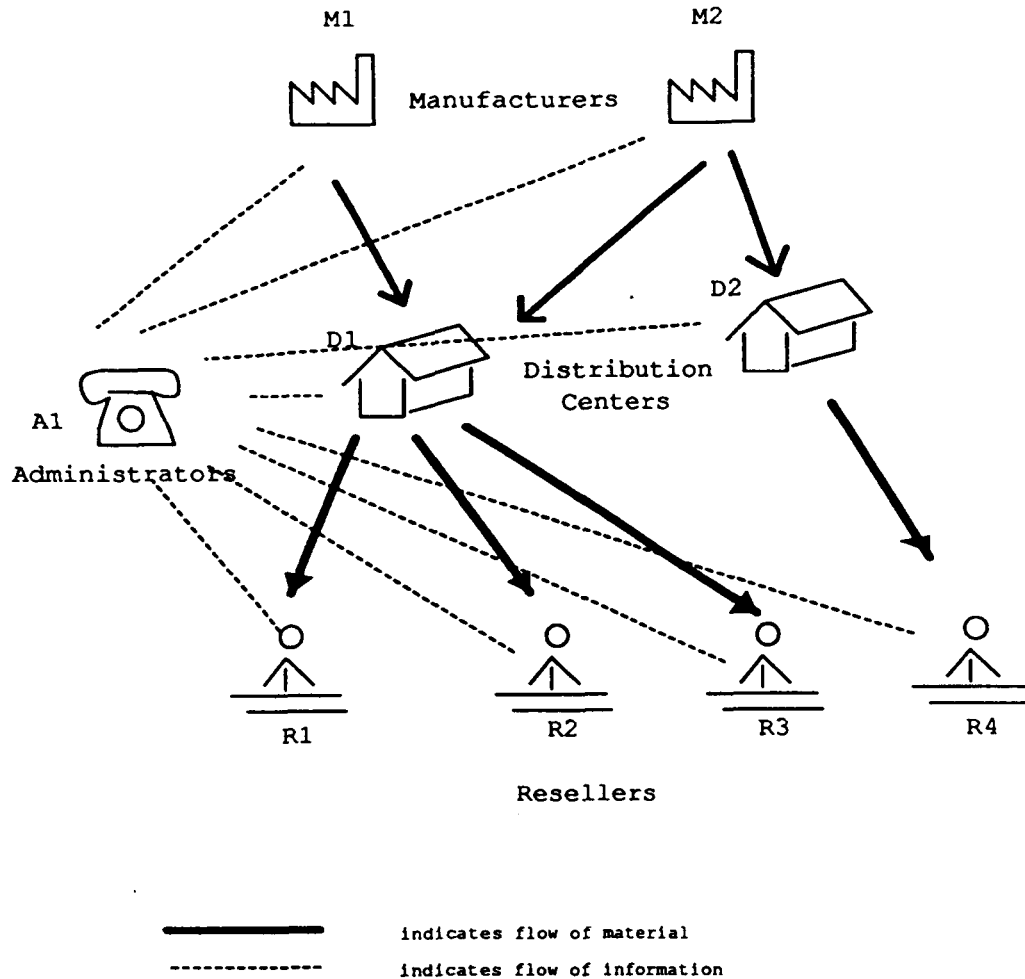 M1
M2
Manufacturers
D2
D1
Distribution
Centers
A1
Administrators
R1
R2
R3
R4
Resellers
indicates flow of material
indicates flow of information